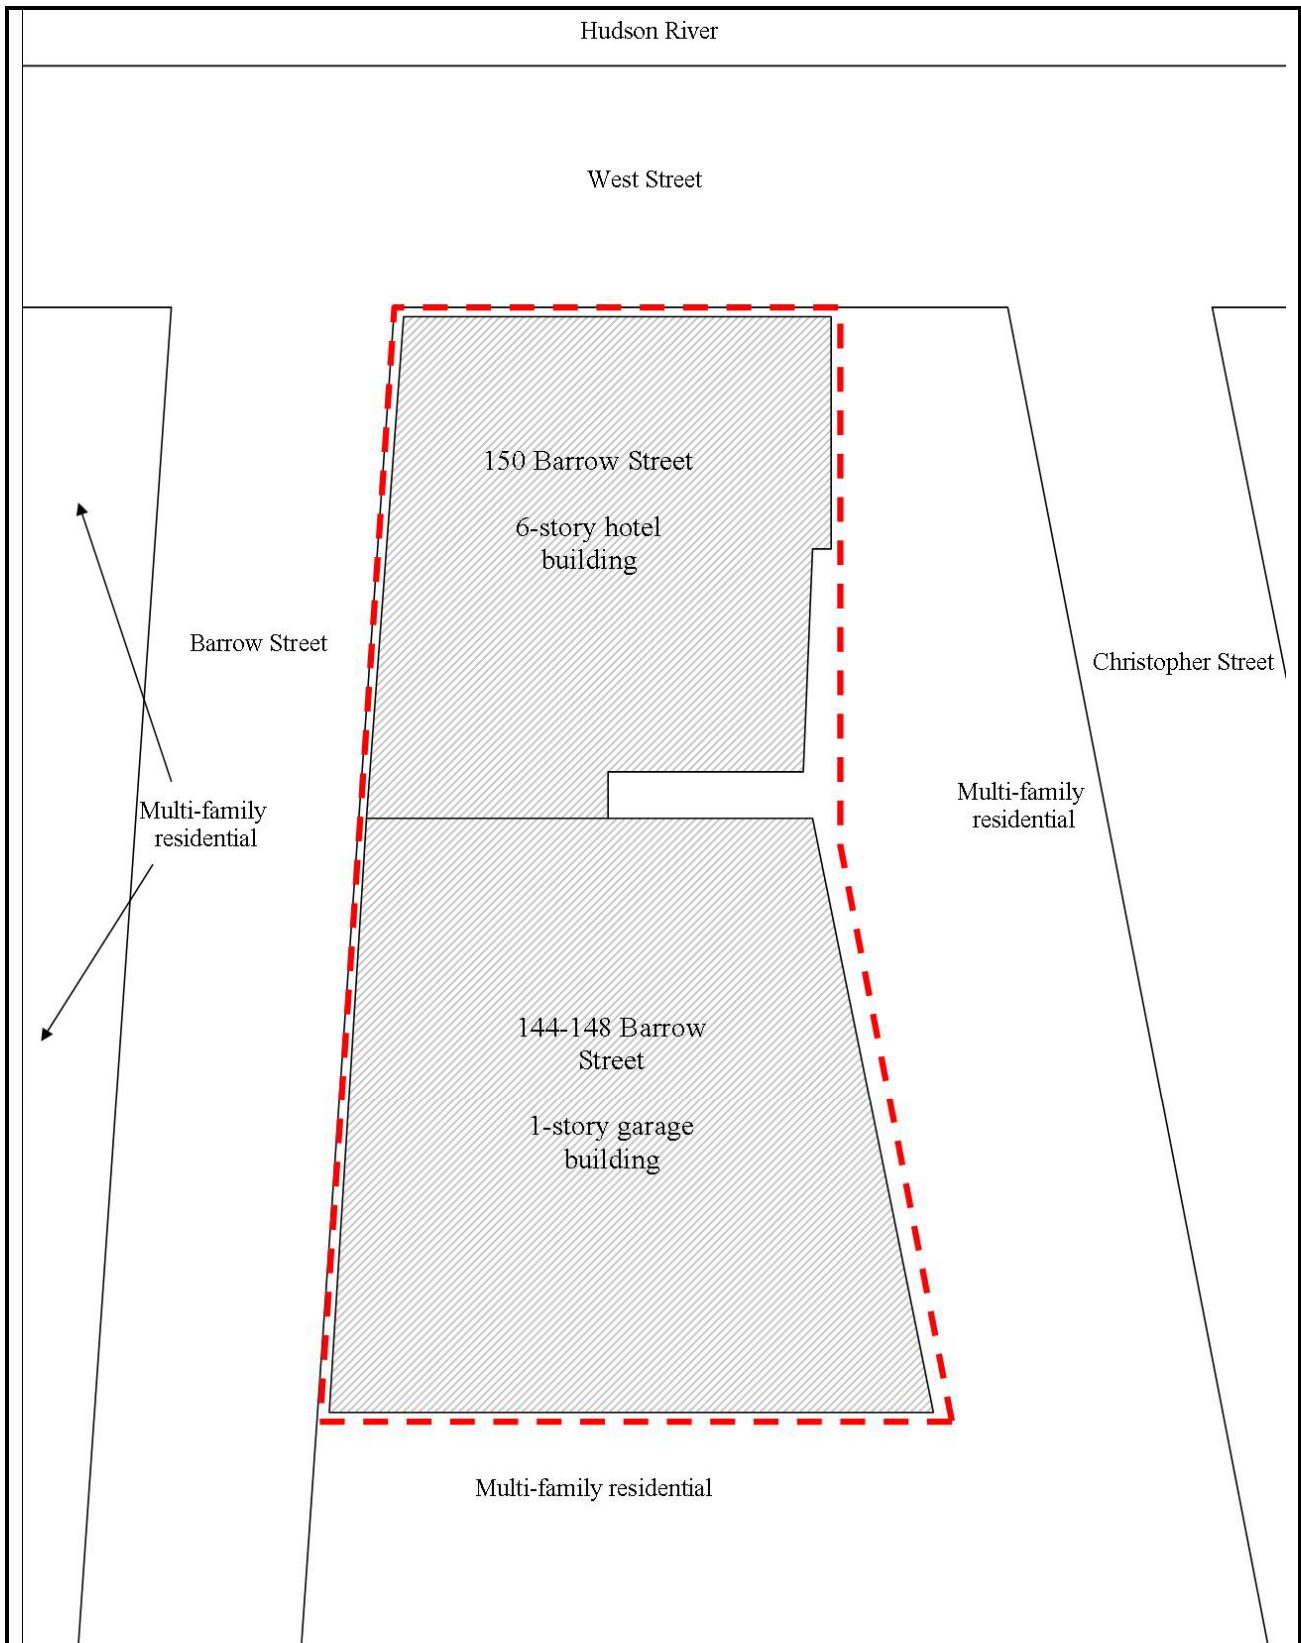 Hudson River
West Street
150 Barrow Street
6-story hotel
building
Barrow Street
Christopher Street
Multi-family
residential
Multi-family
residential
144-148 Barrow
Street
1-story garage
building
Multi-family residential